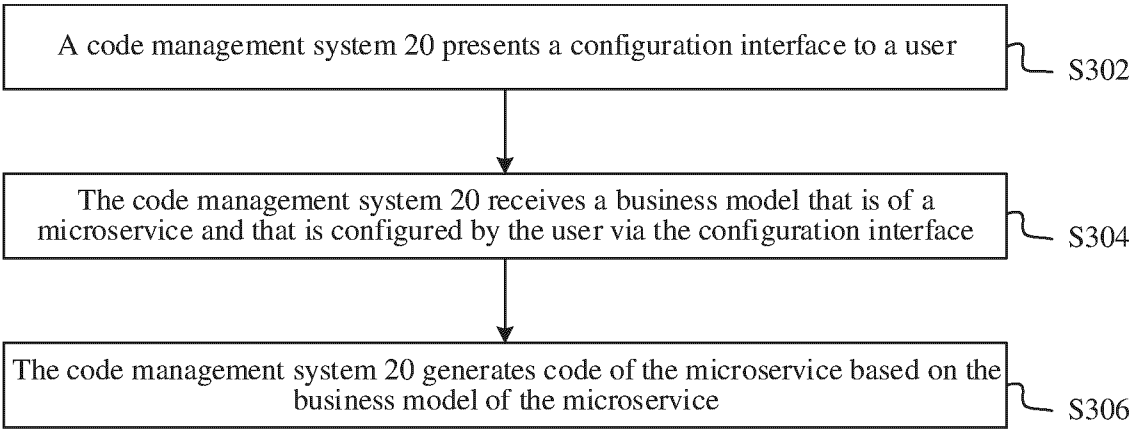 A code management system 20 presents a configuration interface to a user
S302
The code management system 20 receives a business model that is of a
microservice and that is configured by the user via the configuration interface
S304
The code management system 20 generates code of the microservice based on the
business model of the microservice
S306